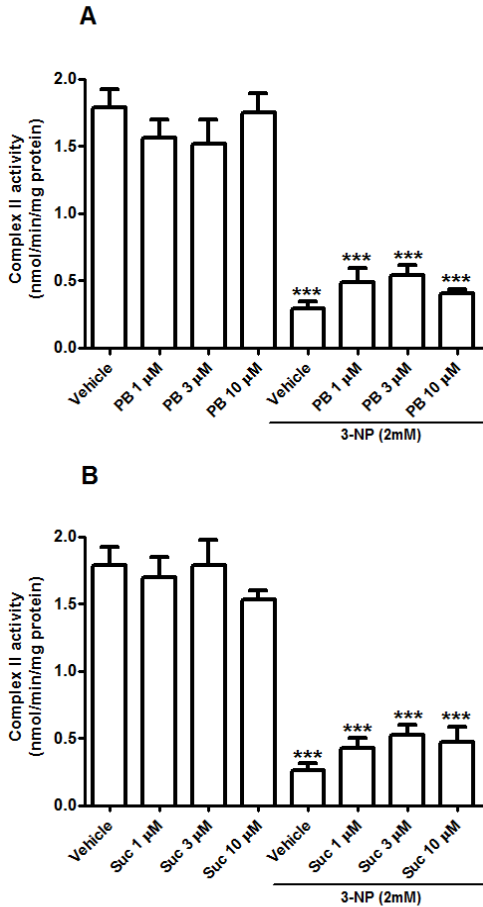 A
Complex II activity
(nmol/min/mg protein)
2.0
1.5
1.0
0.5
0.0
***
***
***
***
Vehicle
PB 1 µM
PB 3 µM
PB 10 µM
Vehicle
PB 1 µM
PB 3 µM
PB 10 µM
3-NP (2mM)
B
Complex II activity
(nmol/min/mg protein)
2.0
1.5
1.0
0.5
0.0
***
***
***
***
Vehicle
Suc 1 µM
Suc 3 µM
Suc 10 µM
Vehicle
Suc 1 µM
Suc 3 µM
Suc 10 µM
3-NP (2mM)